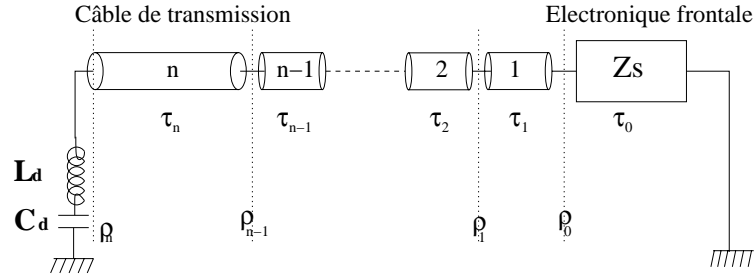 Câble de transmission
Electronique frontale
n
n−1
2
1
Zs
τn
τn−1
τ2
τ1
τ0
Ld
Cd
ρn
ρn−1
ρ1
ρ0